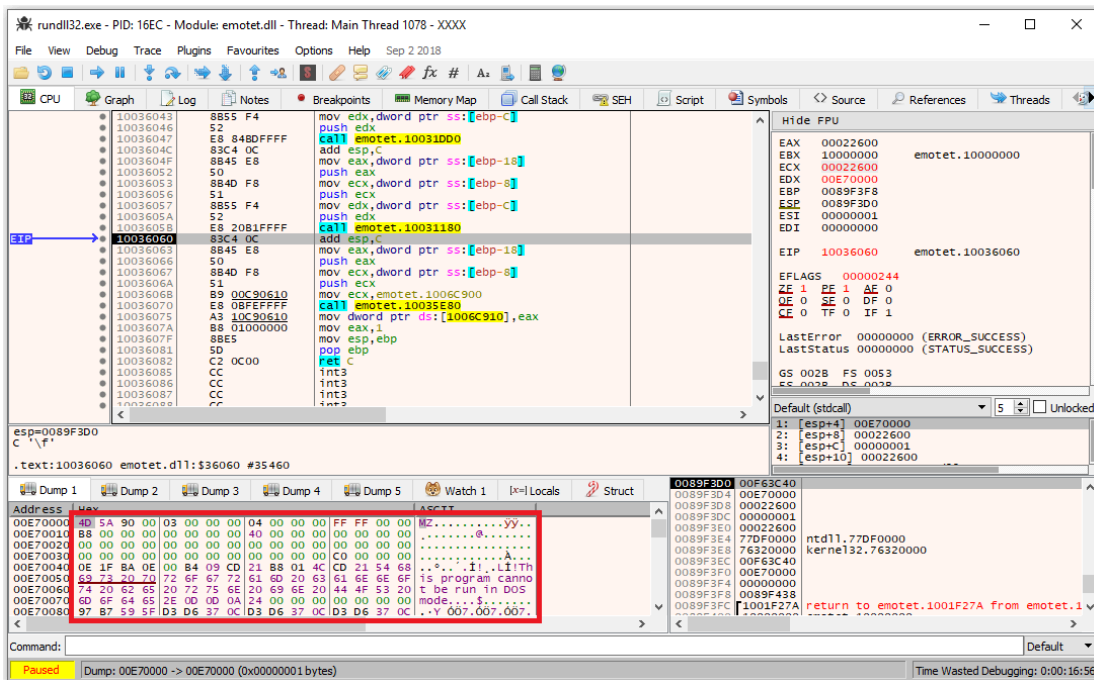 rundll32.exe - PID: 16EC - Module: emotet.dll - Thread: Main Thread 1078 - XXXX
File View Debug Trace Plugins Favourites Options Help Sep 2 2018
CPU Graph Log Notes Breakpoints Memory Map Call Stack SEH Script Symbols Source References Threads
10036043 8B55 F4 mov edx,dword ptr ss:[ebp-C]
10036046 52 push edx
10036047 E8 84BDFFFF call emotet.10031DD0
1003604C 83C4 0C add esp,C
1003604F 8B45 E8 mov eax,dword ptr ss:[ebp-18]
10036052 50 push eax
10036053 8B4D F8 mov ecx,dword ptr ss:[ebp-8]
10036056 51 push ecx
10036057 8B55 F4 mov edx,dword ptr ss:[ebp-C]
1003605A 52 push edx
1003605B E8 20B1FFFF call emotet.10031180
EIP 10036060 83C4 0C add esp,C
10036063 8B45 E8 mov eax,dword ptr ss:[ebp-18]
10036066 50 push eax
10036067 8B4D F8 mov ecx,dword ptr ss:[ebp-8]
1003606A 51 push ecx
1003606B B9 00C90610 mov ecx,emotet.1006C900
10036070 E8 0BFEFFFF call emotet.10035E80
10036075 A3 10C90610 mov dword ptr ds:[1006C910],eax
1003607A B8 01000000 mov eax,1
1003607F 8BE5 mov esp,ebp
10036081 5D pop ebp
10036082 C2 0C00 ret C
10036085 CC int3
10036086 CC int3
10036087 CC int3
10036088 CC int3
Hide FPU
EAX 00022600
EBX 10000000 emotet.10000000
ECX 00022600
EDX 00E70000
EBP 0089F3F8
ESP 0089F3D0
ESI 00000001
EDI 00000000
EIP 10036060 emotet.10036060
EFLAGS 00000244
ZF 1 PF 1 AF 0
OF 0 SF 0 DF 0
CF 0 TF 0 IF 1
LastError 00000000 (ERROR_SUCCESS)
LastStatus 00000000 (STATUS_SUCCESS)
GS 002B FS 0053
ES 002B DS 002B
Default (stdcall) 5 Unlocked
1: [esp+4] 00E70000
2: [esp+8] 00022600
3: [esp+C] 00000001
4: [esp+10] 00022600
esp=0089F3D0
C '\f'
.text:10036060 emotet.dll:$36060 #35460
Dump 1 Dump 2 Dump 3 Dump 4 Dump 5 Watch 1 [x=] Locals Struct
Address Hex ASCII
00E70000 4D 5A 90 00 03 00 00 00 04 00 00 00 FF FF 00 00 MZ..........ÿÿ..
00E70010 B8 00 00 00 00 00 00 00 40 00 00 00 00 00 00 00 ¸.......@.......
00E70020 00 00 00 00 00 00 00 00 00 00 00 00 00 00 00 00 ................
00E70030 00 00 00 00 00 00 00 00 00 00 00 00 C0 00 00 00 ............À...
00E70040 0E 1F BA 0E 00 B4 09 CD 21 B8 01 4C CD 21 54 68 ..º..´.Í!¸.LÍ!Th
00E70050 69 73 20 70 72 6F 67 72 61 6D 20 63 61 6E 6E 6F is program canno
00E70060 74 20 62 65 20 72 75 6E 20 69 6E 20 44 4F 53 20 t be run in DOS
00E70070 6D 6F 64 65 2E 0D 0D 0A 24 00 00 00 00 00 00 00 mode....$.......
00E70080 97 B7 59 5F D3 D6 37 0C D3 D6 37 0C D3 D6 37 0C
0089F3D0 00F63C40
0089F3D4 00E70000
0089F3D8 00022600
0089F3DC 00000001
0089F3E0 00022600
0089F3E4 77DF0000 ntdll.77DF0000
0089F3E8 76320000 kernel32.76320000
0089F3EC 00F63C40
0089F3F0 00E70000
0089F3F4 00000000
0089F3F8 0089F438
0089F3FC 1001F27A return to emotet.1001F27A from emotet.1
Command: Default
Paused Dump: 00E70000 -> 00E70000 (0x00000001 bytes) Time Wasted Debugging: 0:00:16:56